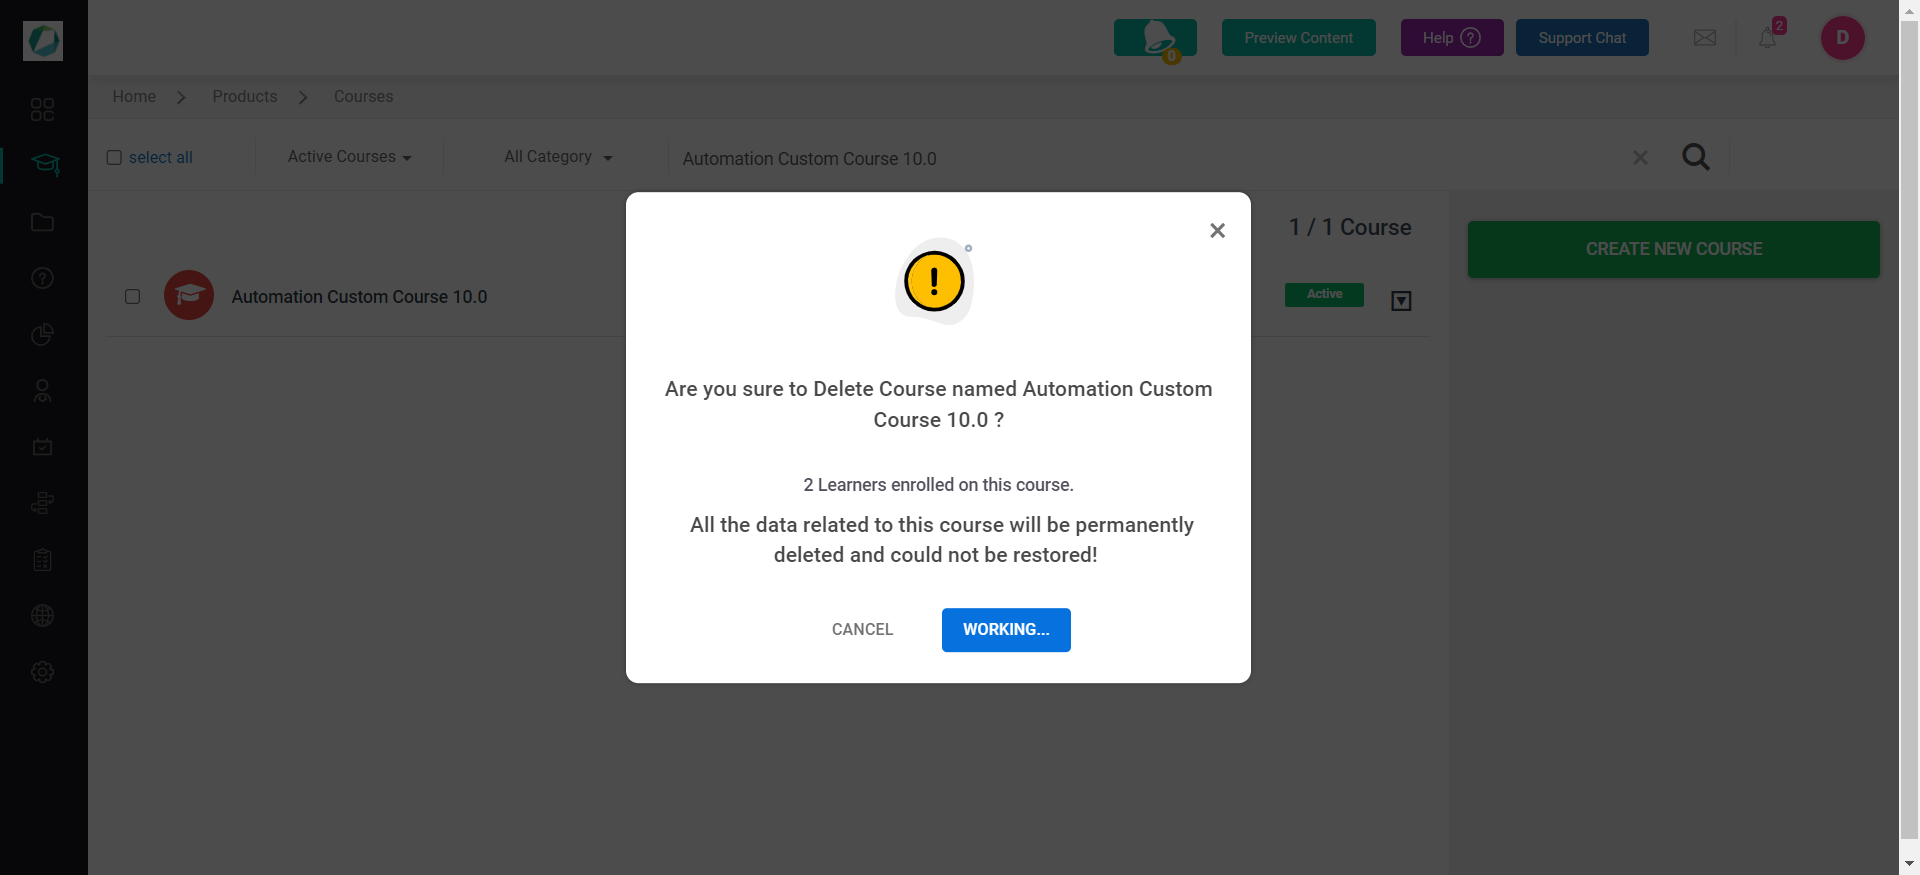 0
Preview Content
Help
Support Chat
2
D
Home
Products
Courses
select all
Active Courses
All Category
Automation Custom Course 10.0
1 / 1 Course
CREATE NEW COURSE
Automation Custom Course 10.0
Active
Are you sure to Delete Course named Automation Custom
Course 10.0 ?
2 Learners enrolled on this course.
All the data related to this course will be permanently
deleted and could not be restored!
CANCEL
WORKING...